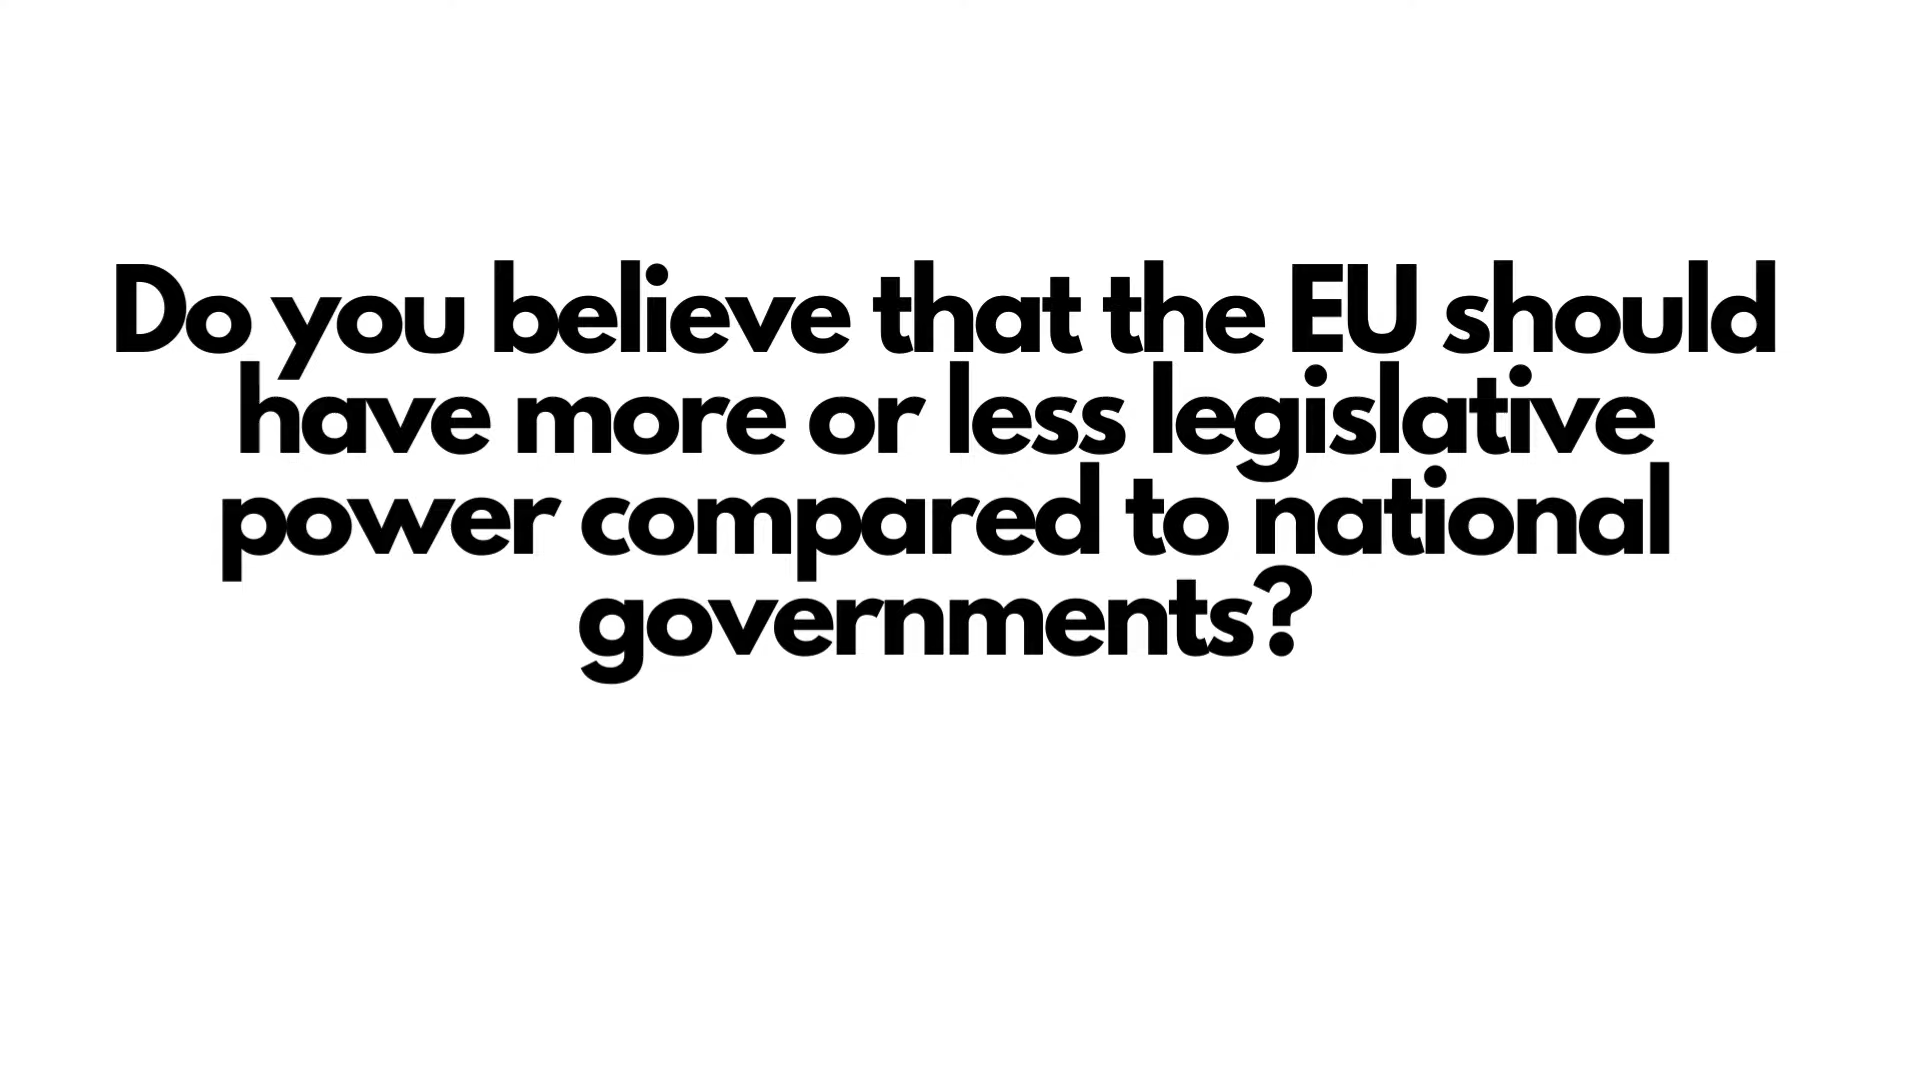 Do you believe that the EU should
have more or less legislative
power compared to national
governments?